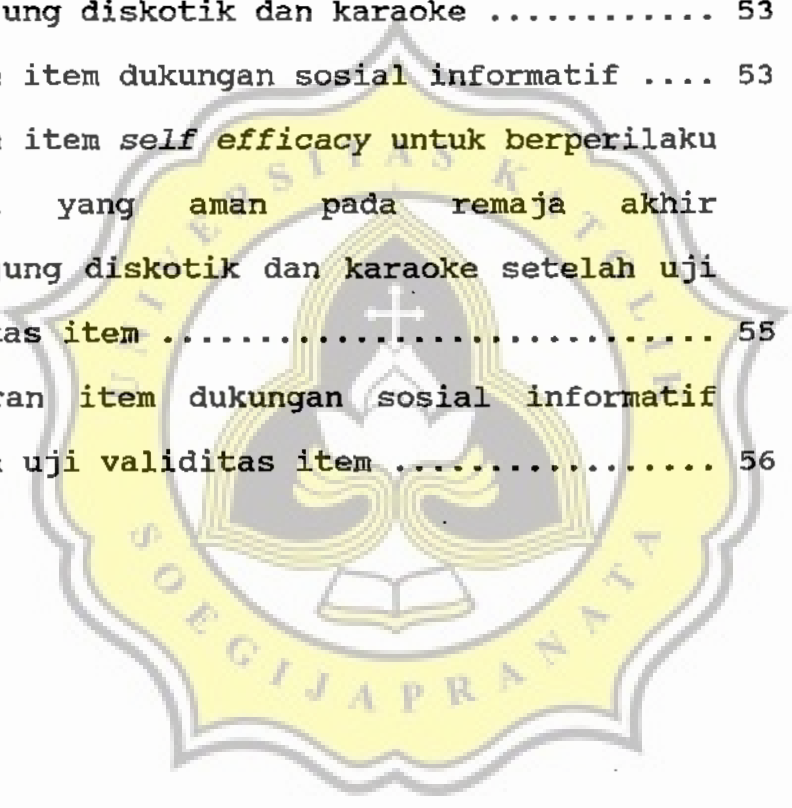 ung diskotik dan karaoke ............ 53
item dukungan sosial informatif .... 53
item self efficacy untuk berperilaku
yang aman pada remaja akhir
ung diskotik dan karaoke setelah uji
tas item .............................. 55
ran item dukungan sosial informatif
uji validitas item ................. 56
UNIVERSITAS KATOLIK
SOEGIJAPRANATA